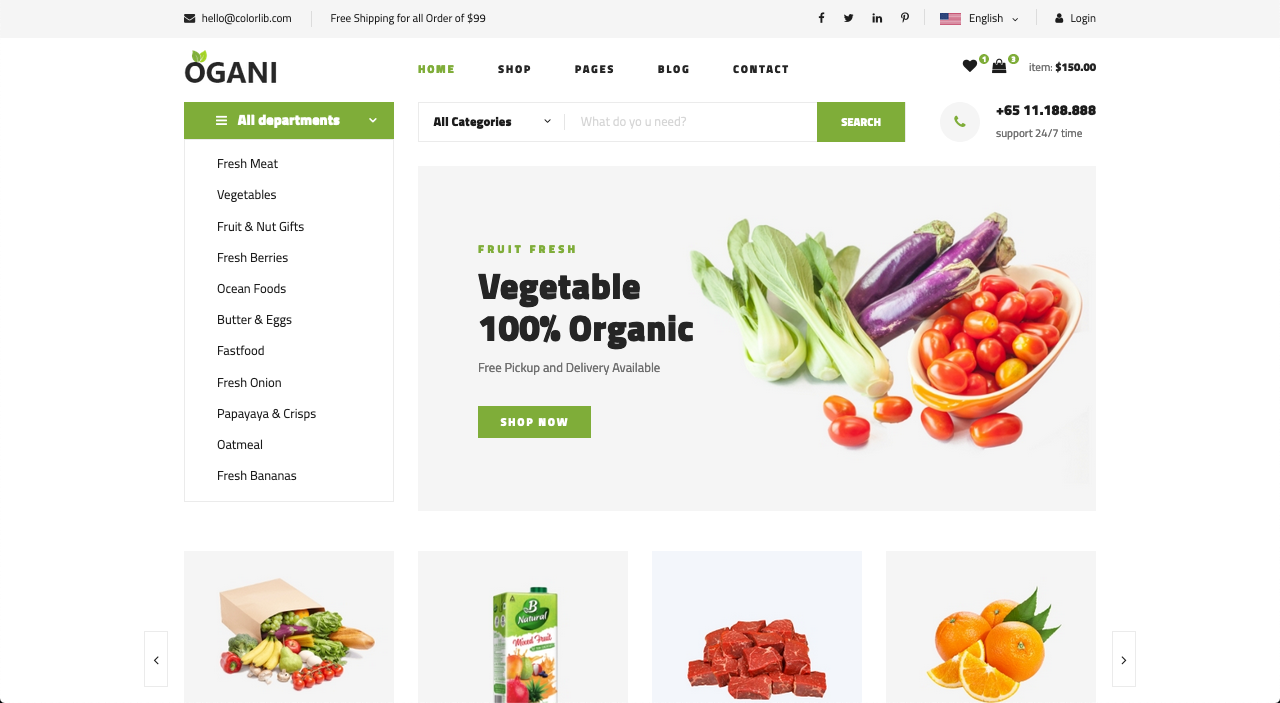 hello@colorlib.com
Free Shipping for all Order of $99
English
Login
OGANI
HOME
SHOP
PAGES
BLOG
CONTACT
1
3
item: $150.00
All departments
All Categories
What do yo u need?
SEARCH
+65 11.188.888
support 24/7 time
Fresh Meat
Vegetables
Fruit & Nut Gifts
Fresh Berries
Ocean Foods
Butter & Eggs
Fastfood
Fresh Onion
Papayaya & Crisps
Oatmeal
Fresh Bananas
FRUIT FRESH
Vegetable
100% Organic
Free Pickup and Delivery Available
SHOP NOW
B
Natural
Mixed Fruit